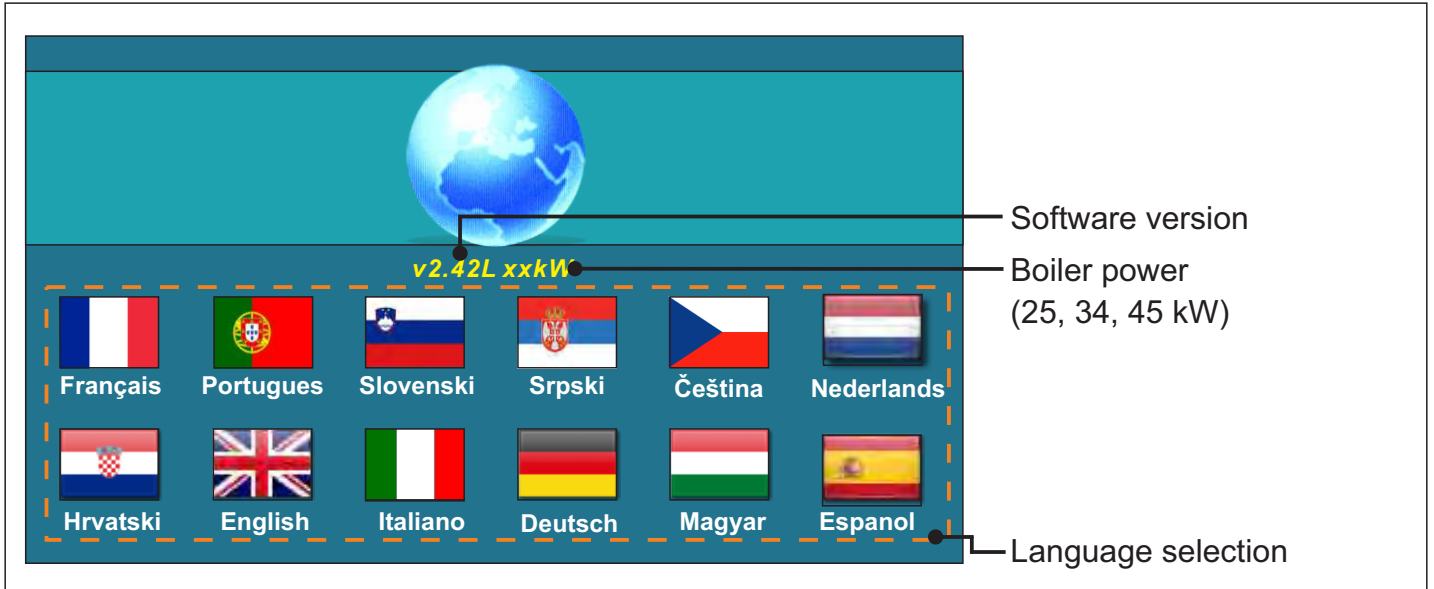 v2.42L xxkW
Software version
Boiler power
(25, 34, 45 kW)
Français Portugues Slovenski Srpski Čeština Nederlands
Hrvatski English Italiano Deutsch Magyar Espanol
Language selection